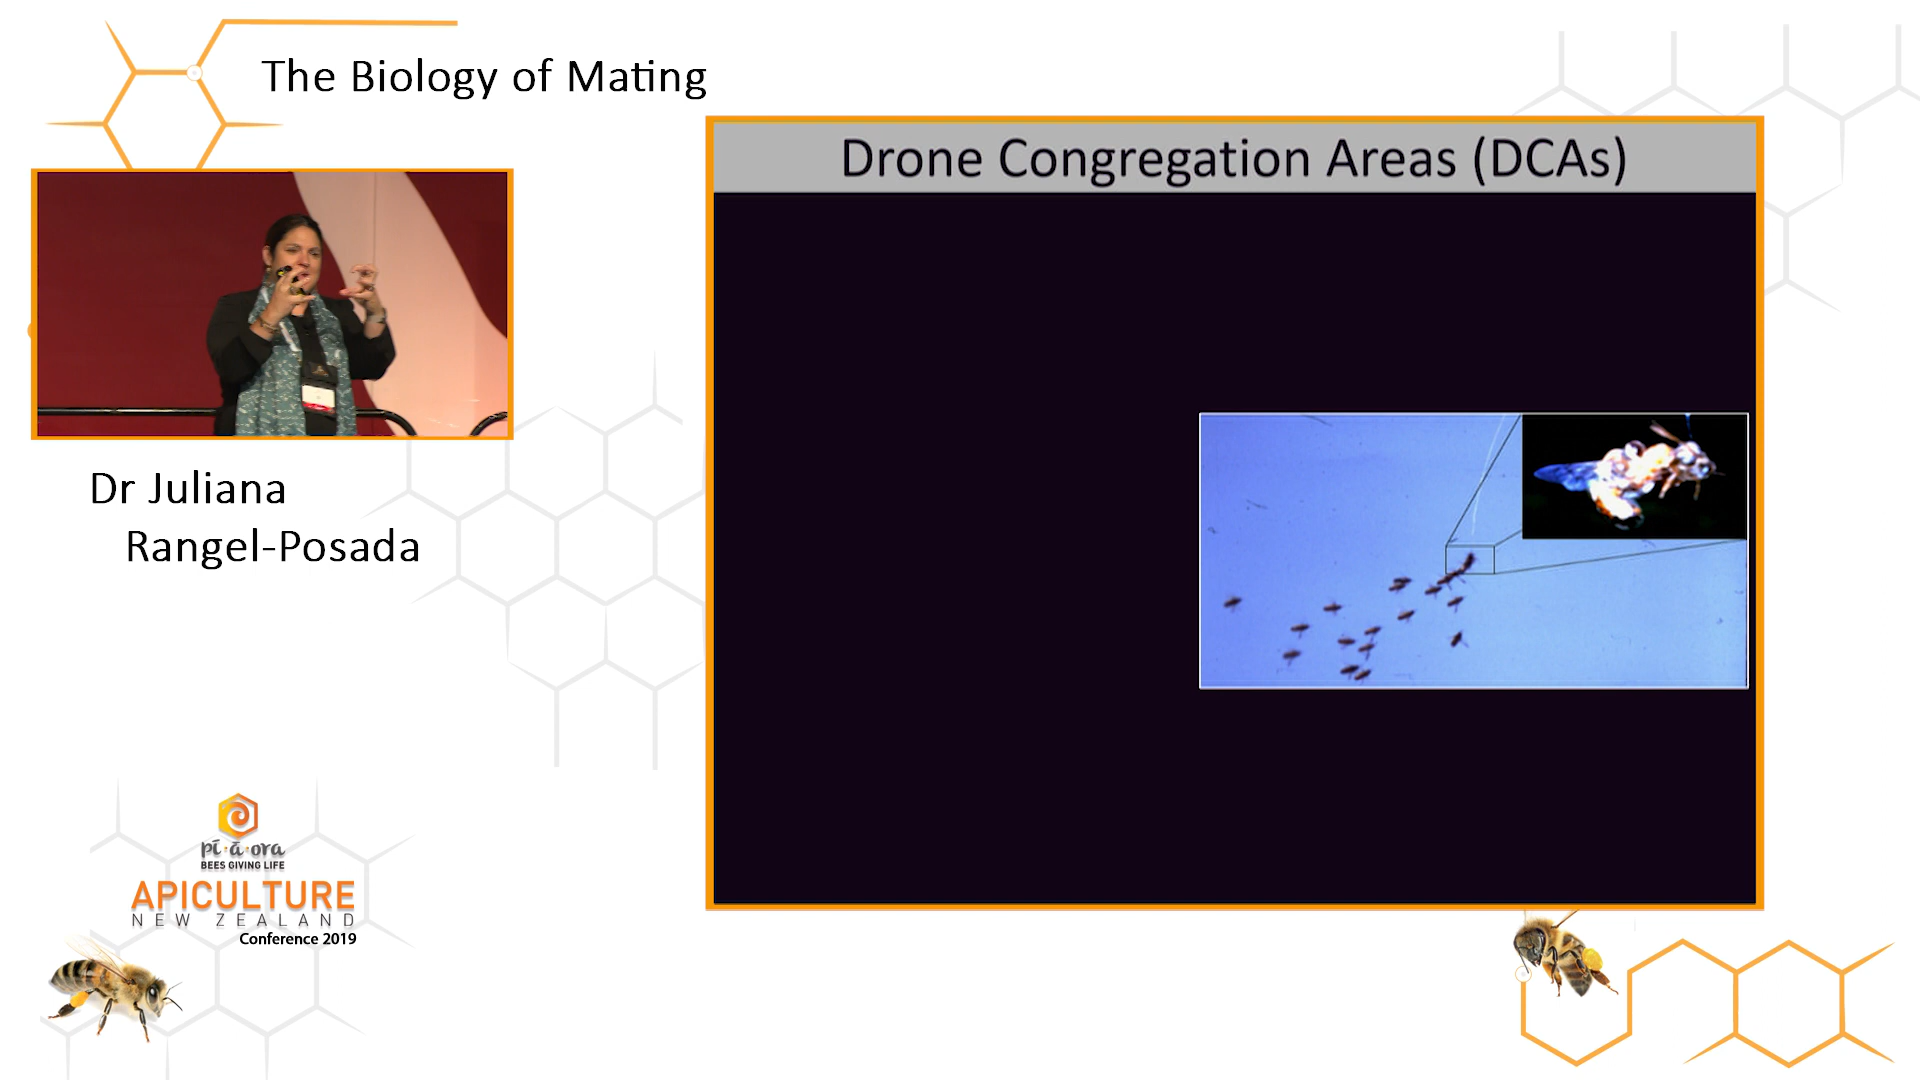 The Biology of Mating
Drone Congregation Areas (DCAs)
Dr Juliana
Rangel-Posada
pī·ā·ora
BEES GIVING LIFE
APICULTURE
NEW ZEALAND
Conference 2019